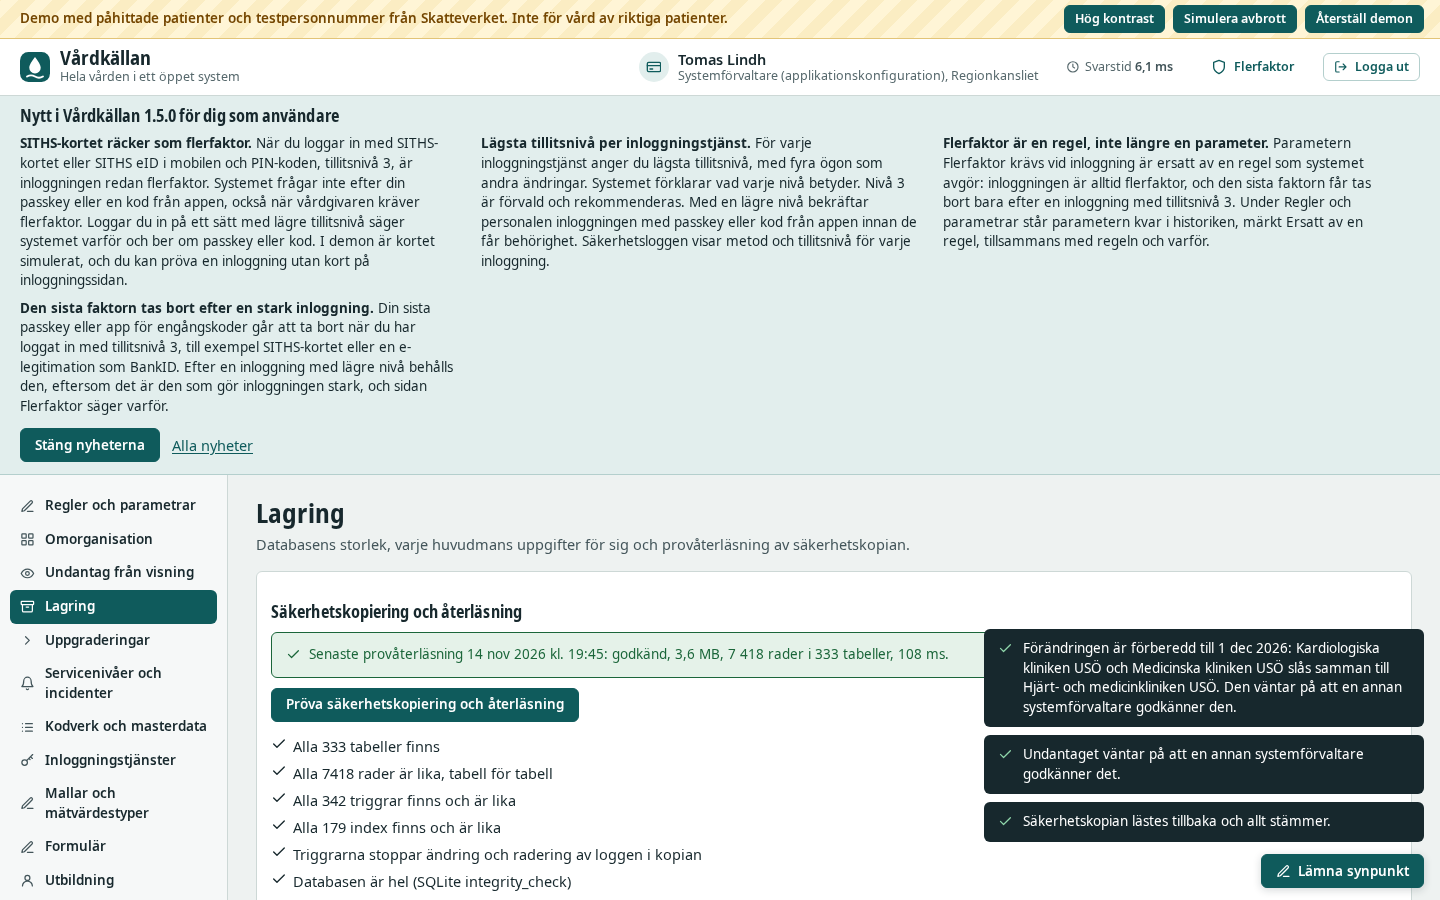 Demo med påhittade patienter och testpersonnummer från Skatteverket. Inte för vård av riktiga patienter.
Hög kontrast
Simulera avbrott
Återställ demon
Vårdkällan
Hela vården i ett öppet system
Tomas Lindh
Systemförvaltare (applikationskonfiguration), Regionkansliet
Svarstid 6,1 ms
Flerfaktor
Logga ut
Nytt i Vårdkällan 1.5.0 för dig som användare
SITHS-kortet räcker som flerfaktor. När du loggar in med SITHS-
kortet eller SITHS eID i mobilen och PIN-koden, tillitsnivå 3, är
inloggningen redan flerfaktor. Systemet frågar inte efter din
passkey eller en kod från appen, också när vårdgivaren kräver
flerfaktor. Loggar du in på ett sätt med lägre tillitsnivå säger
systemet varför och ber om passkey eller kod. I demon är kortet
simulerat, och du kan pröva en inloggning utan kort på
inloggningssidan.
Den sista faktorn tas bort efter en stark inloggning. Din sista
passkey eller app för engångskoder går att ta bort när du har
loggat in med tillitsnivå 3, till exempel SITHS-kortet eller en e-
legitimation som BankID. Efter en inloggning med lägre nivå behålls
den, eftersom det är den som gör inloggningen stark, och sidan
Flerfaktor säger varför.
Lägsta tillitsnivå per inloggningstjänst. För varje
inloggningstjänst anger du lägsta tillitsnivå, med fyra ögon som
andra ändringar. Systemet förklarar vad varje nivå betyder. Nivå 3
är förvald och rekommenderas. Med en lägre nivå bekräftar
personalen inloggningen med passkey eller kod från appen innan de
får behörighet. Säkerhetsloggen visar metod och tillitsnivå för varje
inloggning.
Flerfaktor är en regel, inte längre en parameter. Parametern
Flerfaktor krävs vid inloggning är ersatt av en regel som systemet
avgör: inloggningen är alltid flerfaktor, och den sista faktorn får tas
bort bara efter en inloggning med tillitsnivå 3. Under Regler och
parametrar står parametern kvar i historiken, märkt Ersatt av en
regel, tillsammans med regeln och varför.
Stäng nyheterna
Alla nyheter
Regler och parametrar
Omorganisation
Undantag från visning
Lagring
Uppgraderingar
Servicenivåer och
incidenter
Kodverk och masterdata
Inloggningstjänster
Mallar och
mätvärdestyper
Formulär
Utbildning
Lagring
Databasens storlek, varje huvudmans uppgifter för sig och provåterläsning av säkerhetskopian.
Säkerhetskopiering och återläsning
Senaste provåterläsning 14 nov 2026 kl. 19:45: godkänd, 3,6 MB, 7 418 rader i 333 tabeller, 108 ms.
Pröva säkerhetskopiering och återläsning
Alla 333 tabeller finns
Alla 7418 rader är lika, tabell för tabell
Alla 342 triggrar finns och är lika
Alla 179 index finns och är lika
Triggrarna stoppar ändring och radering av loggen i kopian
Databasen är hel (SQLite integrity_check)
Förändringen är förberedd till 1 dec 2026: Kardiologiska
kliniken USÖ och Medicinska kliniken USÖ slås samman till
Hjärt- och medicinkliniken USÖ. Den väntar på att en annan
systemförvaltare godkänner den.
Undantaget väntar på att en annan systemförvaltare
godkänner det.
Säkerhetskopian lästes tillbaka och allt stämmer.
Lämna synpunkt